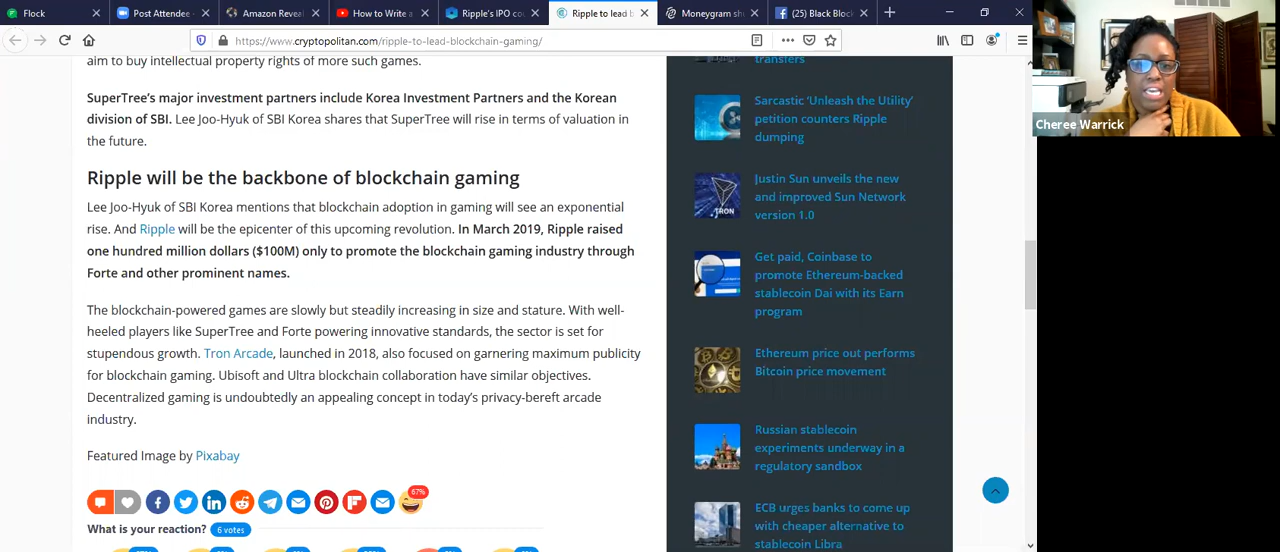 Flock
Post Attendee -
Amazon Revea
How to Write a
Ripple's IPO co
Ripple to lead b
Moneygram sh
(25) Black Bloc
https://www.cryptopolitan.com/ripple-to-lead-blockchain-gaming/
aim to buy intellectual property rights of more such games.
SuperTree's major investment partners include Korea Investment Partners and the Korean
division of SBI. Lee Joo-Hyuk of SBI Korea shares that SuperTree will rise in terms of valuation in
the future.
Ripple will be the backbone of blockchain gaming
Lee Joo-Hyuk of SBI Korea mentions that blockchain adoption in gaming will see an exponential
rise. And Ripple will be the epicenter of this upcoming revolution. In March 2019, Ripple raised
one hundred million dollars ($100M) only to promote the blockchain gaming industry through
Forte and other prominent names.
The blockchain-powered games are slowly but steadily increasing in size and stature. With well-
heeled players like SuperTree and Forte powering innovative standards, the sector is set for
stupendous growth. Tron Arcade, launched in 2018, also focused on garnering maximum publicity
for blockchain gaming. Ubisoft and Ultra blockchain collaboration have similar objectives.
Decentralized gaming is undoubtedly an appealing concept in today's privacy-bereft arcade
industry.
Featured Image by Pixabay
67%
What is your reaction? 6 votes
transfers
Sarcastic 'Unleash the Utility'
petition counters Ripple
dumping
Justin Sun unveils the new
and improved Sun Network
version 1.0
TRON
Get paid, Coinbase to
promote Ethereum-backed
stablecoin Dai with its Earn
program
Ethereum price out performs
Bitcoin price movement
Russian stablecoin
experiments underway in a
regulatory sandbox
ECB urges banks to come up
with cheaper alternative to
stablecoin Libra
Cheree Warrick